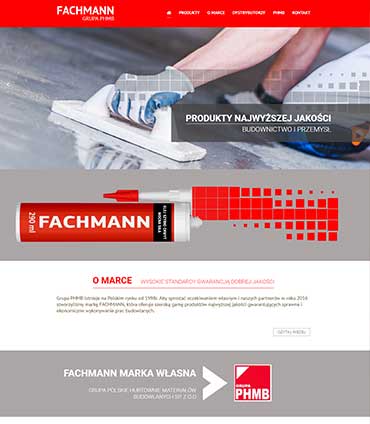 FACHMANN
GRUPA PHMB
PRODUKTY O MARCE DYSTRYBUTORZY PHMB KONTAKT
PRODUKTY NAJWYŻSZEJ JAKOŚCI
BUDOWNICTWO I PRZEMYSŁ
290 ml
FACHMANN
O MARCE WYSOKIE STANDARDY GWARANCJĄ DOBREJ JAKOŚCI
Grupa PHMB istnieje na Polskim rynku od 1998r. Aby sprostać oczekiwaniom własnym i naszych partnerów w roku 2016
stworzyliśmy markę FACHMANN, która oferuje szeroką gamę produktów najwyższej jakości gwarantujących sprawne i
ekonomiczne wykonywanie prac budowlanych.
CZYTAJ WIĘCEJ
FACHMANN MARKA WŁASNA
GRUPA POLSKIE HURTOWNIE MATERIAŁÓW
BUDOWLANYCH SP. Z O.O
GRUPA
PHMB